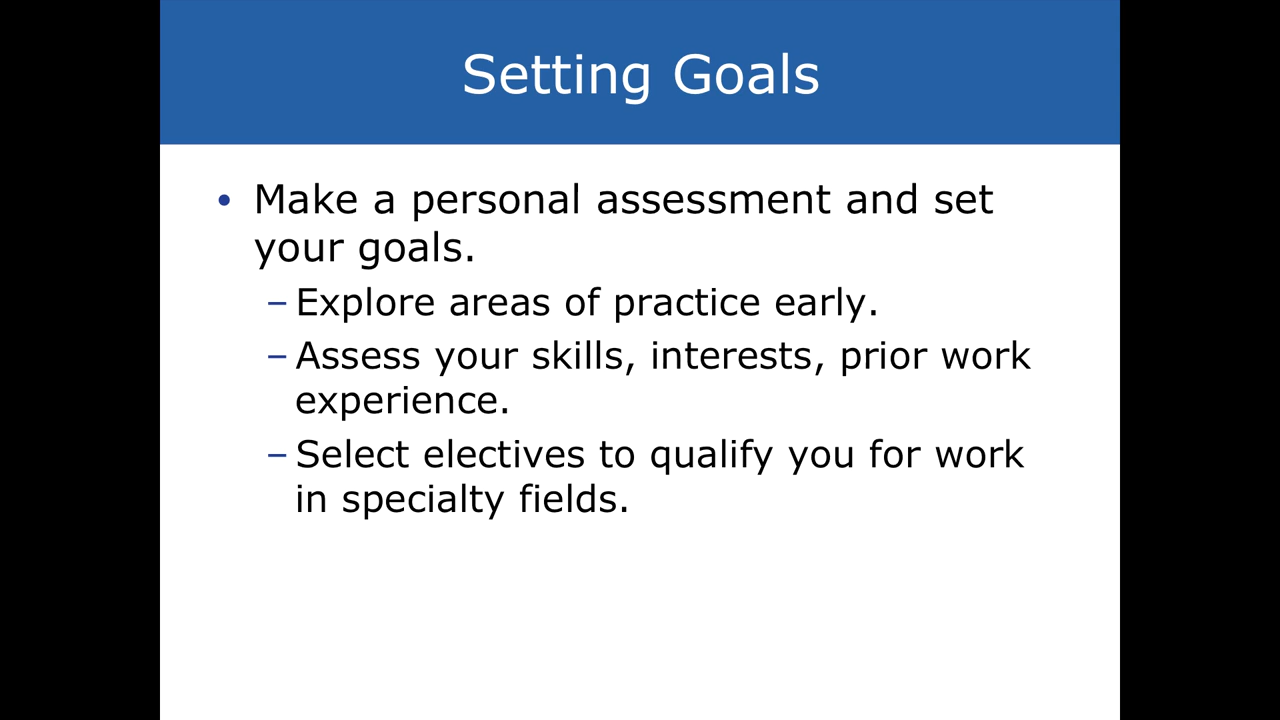 Setting Goals
• Make a personal assessment and set
your goals.
– Explore areas of practice early.
– Assess your skills, interests, prior work
experience.
– Select electives to qualify you for work
in specialty fields.